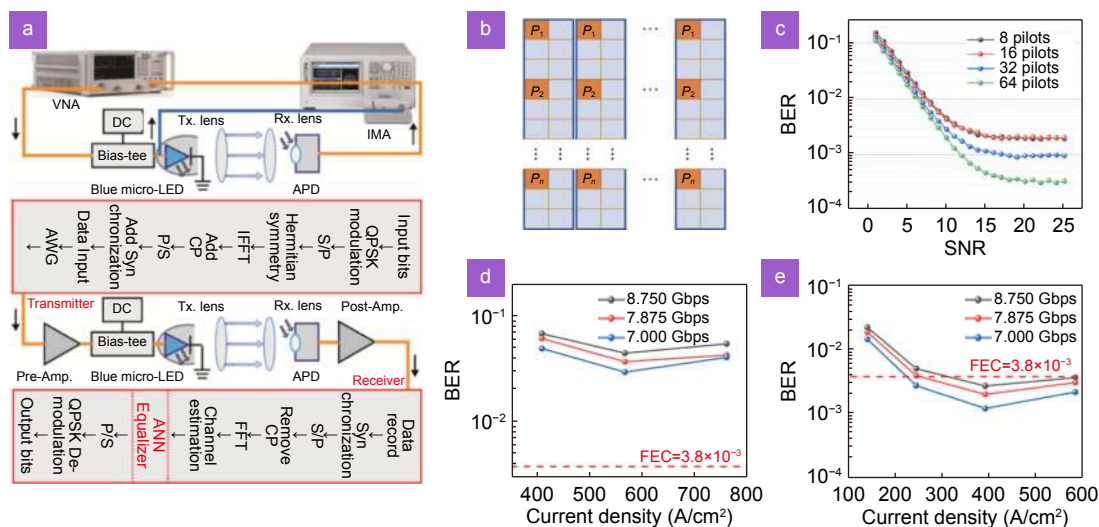 a
VNA
IMA
DC
Bias-tee
Tx. lens
Rx. lens
Blue micro-LED
APD
Input bits
QPSK
modulation
S/P
Hermitian
symmetry
IFFT
Add
CP
P/S
Add Syn
chronization
Data Input
AWG
Transmitter
DC
Bias-tee
Tx. lens
Rx. lens
Post-Amp.
Pre-Amp.
Blue micro-LED
APD
Receiver
Data
record
Syn
chronization
S/P
Remove
CP
FFT
Channel
estimation
ANN
Equalizer
P/S
QPSK De-
modulation
Output bits
b
P1 P1 ··· P1
P2 P2 ··· P2
Pn Pn ··· Pn
c
8 pilots
16 pilots
32 pilots
64 pilots
BER
10⁻¹
10⁻²
10⁻³
10⁻⁴
0 5 10 15 20 25
SNR
d
8.750 Gbps
7.875 Gbps
7.000 Gbps
BER
10⁻¹
10⁻²
FEC=3.8×10⁻³
400 500 600 700 800
Current density (A/cm²)
e
8.750 Gbps
7.875 Gbps
7.000 Gbps
BER
10⁻¹
10⁻²
10⁻³
10⁻⁴
FEC=3.8×10⁻³
100 200 300 400 500 600
Current density (A/cm²)